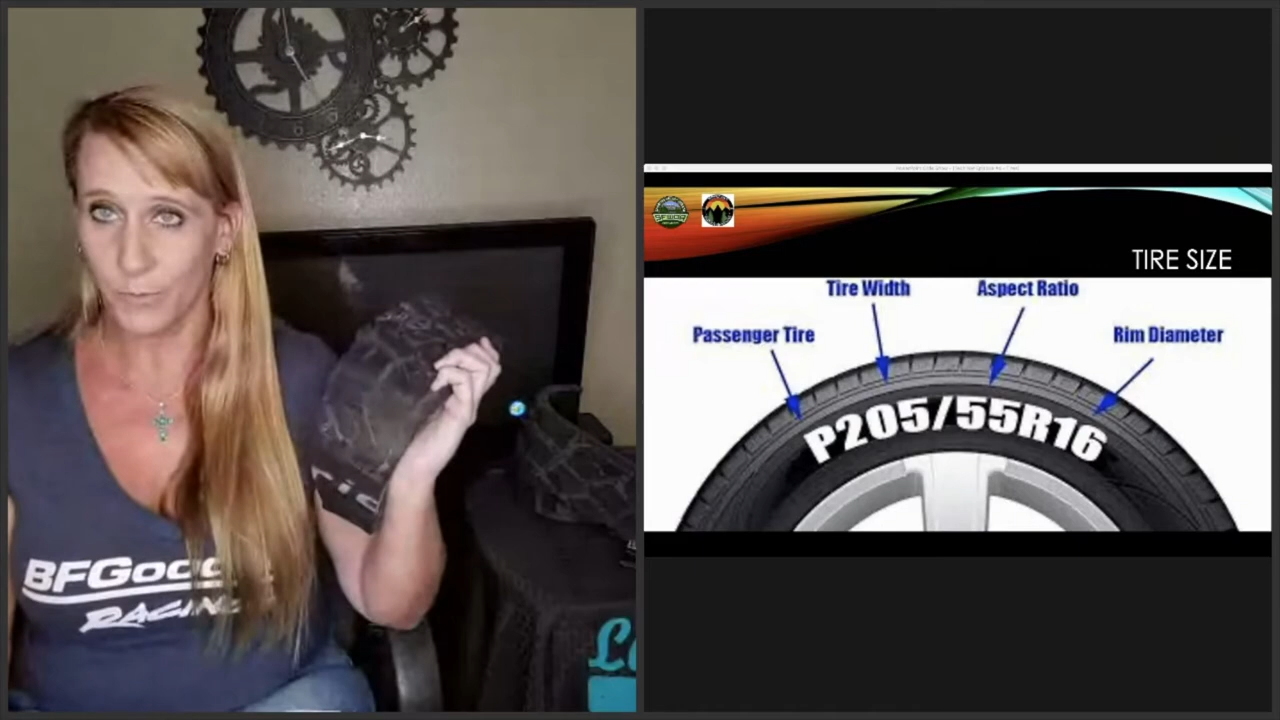 BFGood
RACING
TIRE SIZE
Tire Width
Aspect Ratio
Passenger Tire
Rim Diameter
P205/55R16